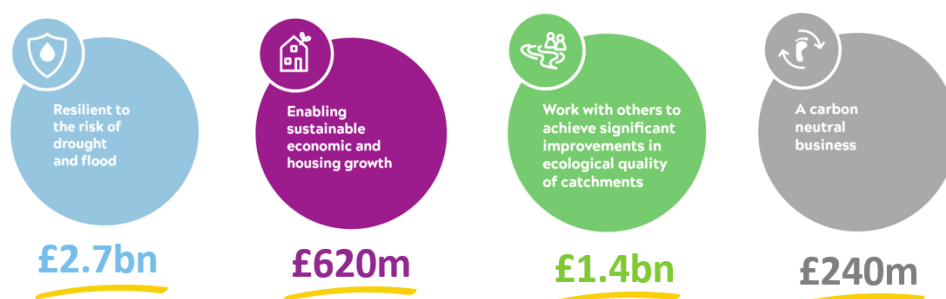 Resilient to
the risk of
drought
and flood
£2.7bn
Enabling
sustainable
economic and
housing growth
£620m
Work with others to
achieve significant
improvements in
ecological quality
of catchments
£1.4bn
A carbon
neutral
business
£240m